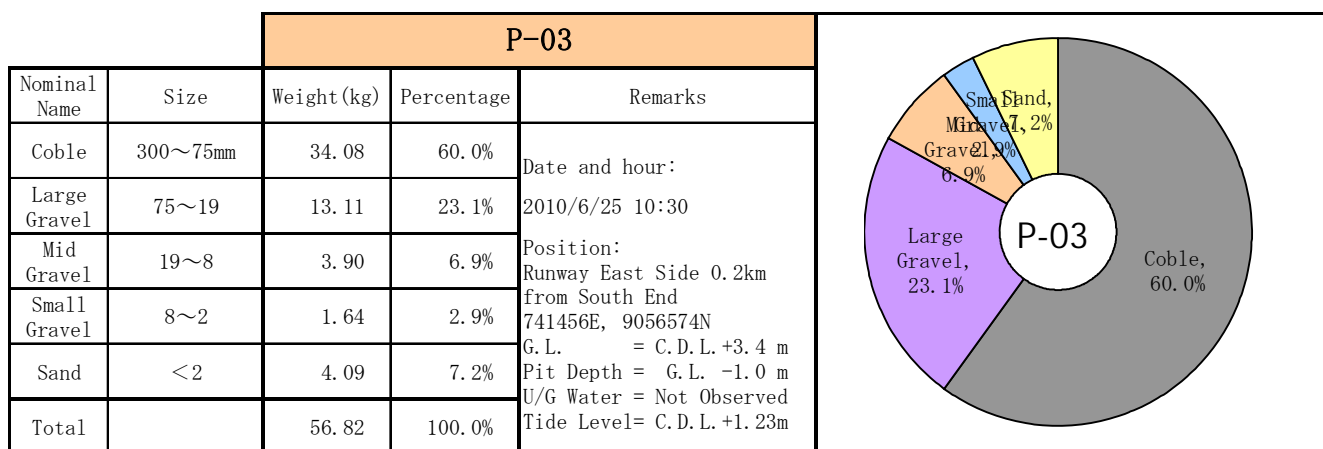 P-03
Nominal Name Size Weight(kg) Percentage Remarks
Coble 300～75mm 34.08 60.0%
Large Gravel 75～19 13.11 23.1%
Mid Gravel 19～8 3.90 6.9%
Small Gravel 8～2 1.64 2.9%
Sand ＜2 4.09 7.2%
Total 56.82 100.0%
Date and hour:
2010/6/25 10:30
Position:
Runway East Side 0.2km
from South End
741456E, 9056574N
G.L. = C.D.L.+3.4 m
Pit Depth = G.L. -1.0 m
U/G Water = Not Observed
Tide Level= C.D.L.+1.23m
Small
Gravel,
2.9%
Sand,
7.2%
Mid
Gravel,
6.9%
Large
Gravel,
23.1%
P-03
Coble,
60.0%